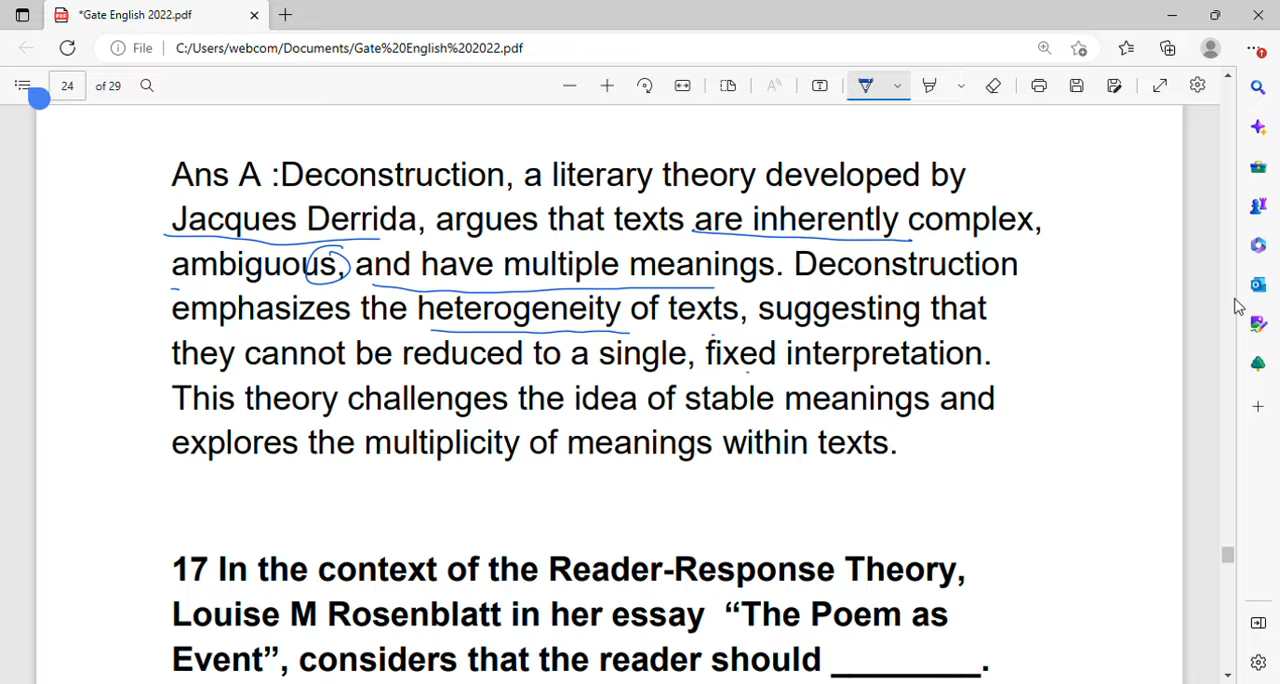 *Gate English 2022.pdf
File | C:/Users/webcom/Documents/Gate%20English%202022.pdf
24 of 29
Ans A :Deconstruction, a literary theory developed by
Jacques Derrida, argues that texts are inherently complex,
ambiguous, and have multiple meanings. Deconstruction
emphasizes the heterogeneity of texts, suggesting that
they cannot be reduced to a single, fixed interpretation.
This theory challenges the idea of stable meanings and
explores the multiplicity of meanings within texts.
17 In the context of the Reader-Response Theory,
Louise M Rosenblatt in her essay “The Poem as
Event”, considers that the reader should ________.